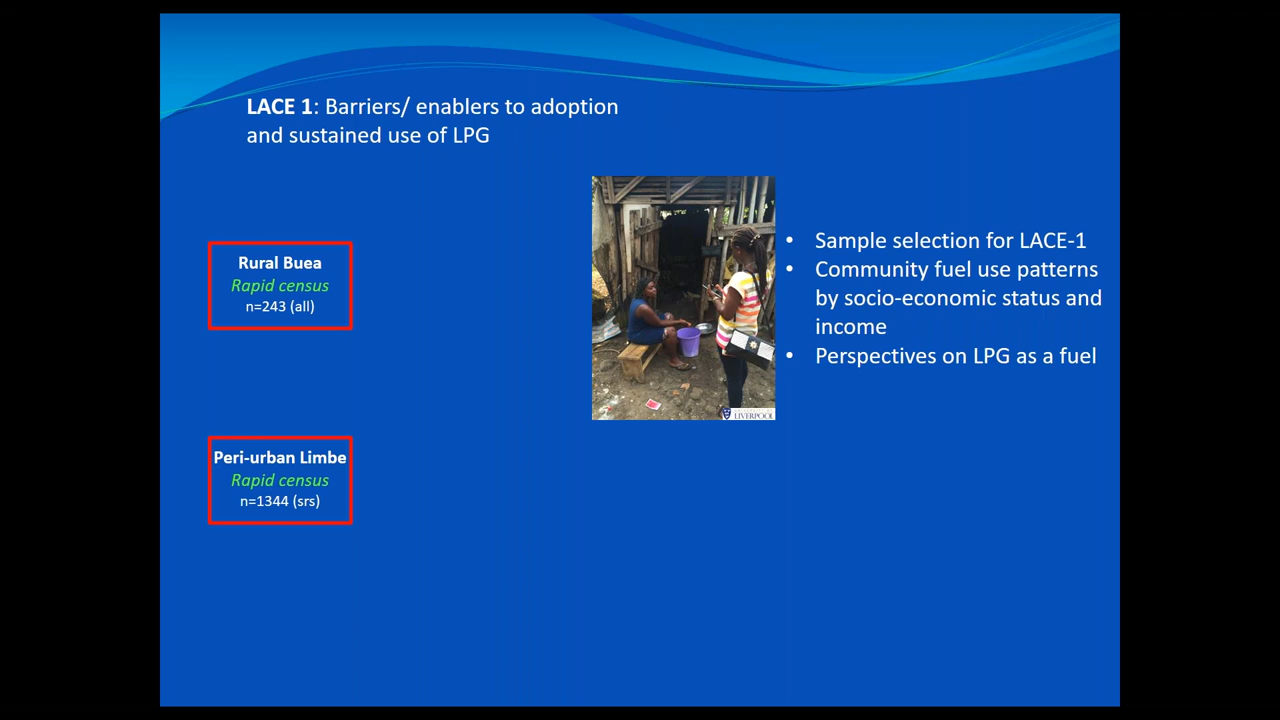 LACE 1: Barriers/ enablers to adoption
and sustained use of LPG
Rural Buea
Rapid census
n=243 (all)
Peri-urban Limbe
Rapid census
n=1344 (srs)
• Sample selection for LACE-1
• Community fuel use patterns
by socio-economic status and
income
• Perspectives on LPG as a fuel
LIVERPOOL